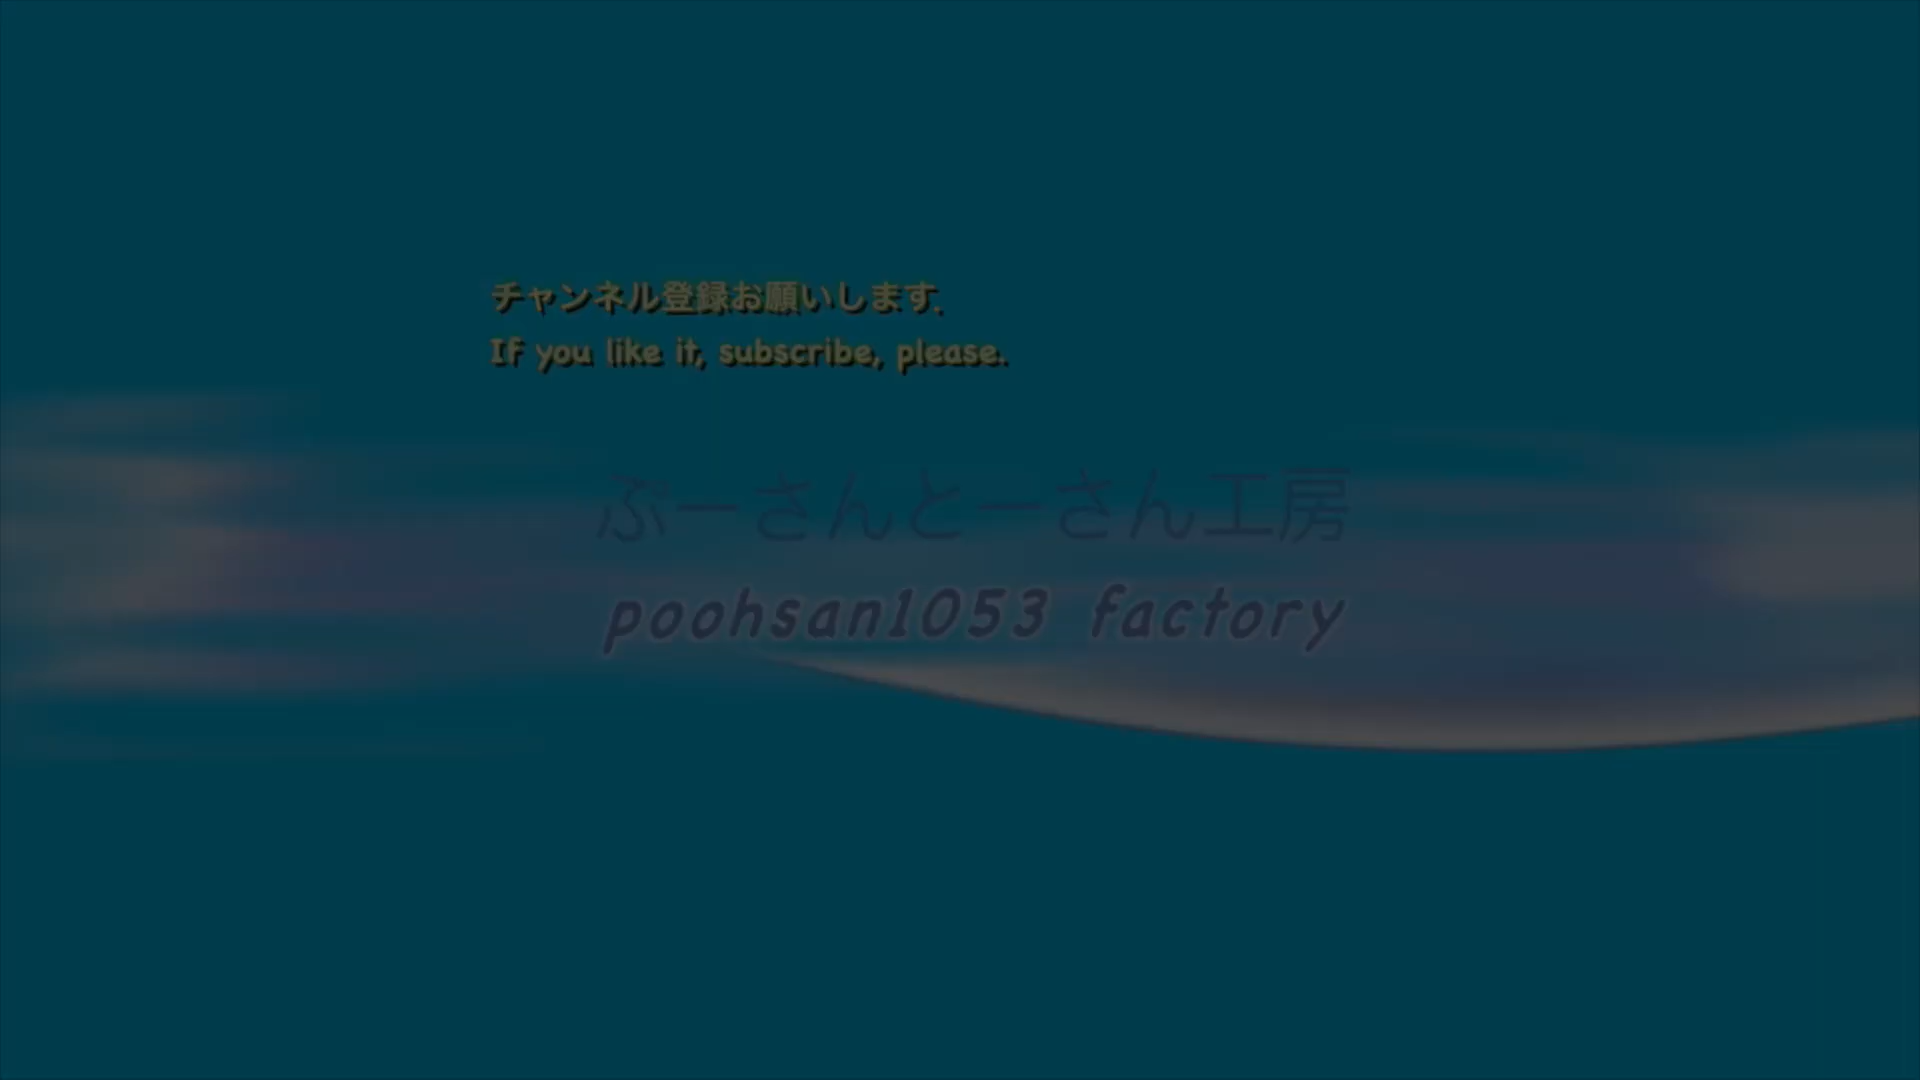 チャンネル登録お願いします.
If you like it, subscribe, please.
ぷーさんとーさん工房
poohsan1053 factory